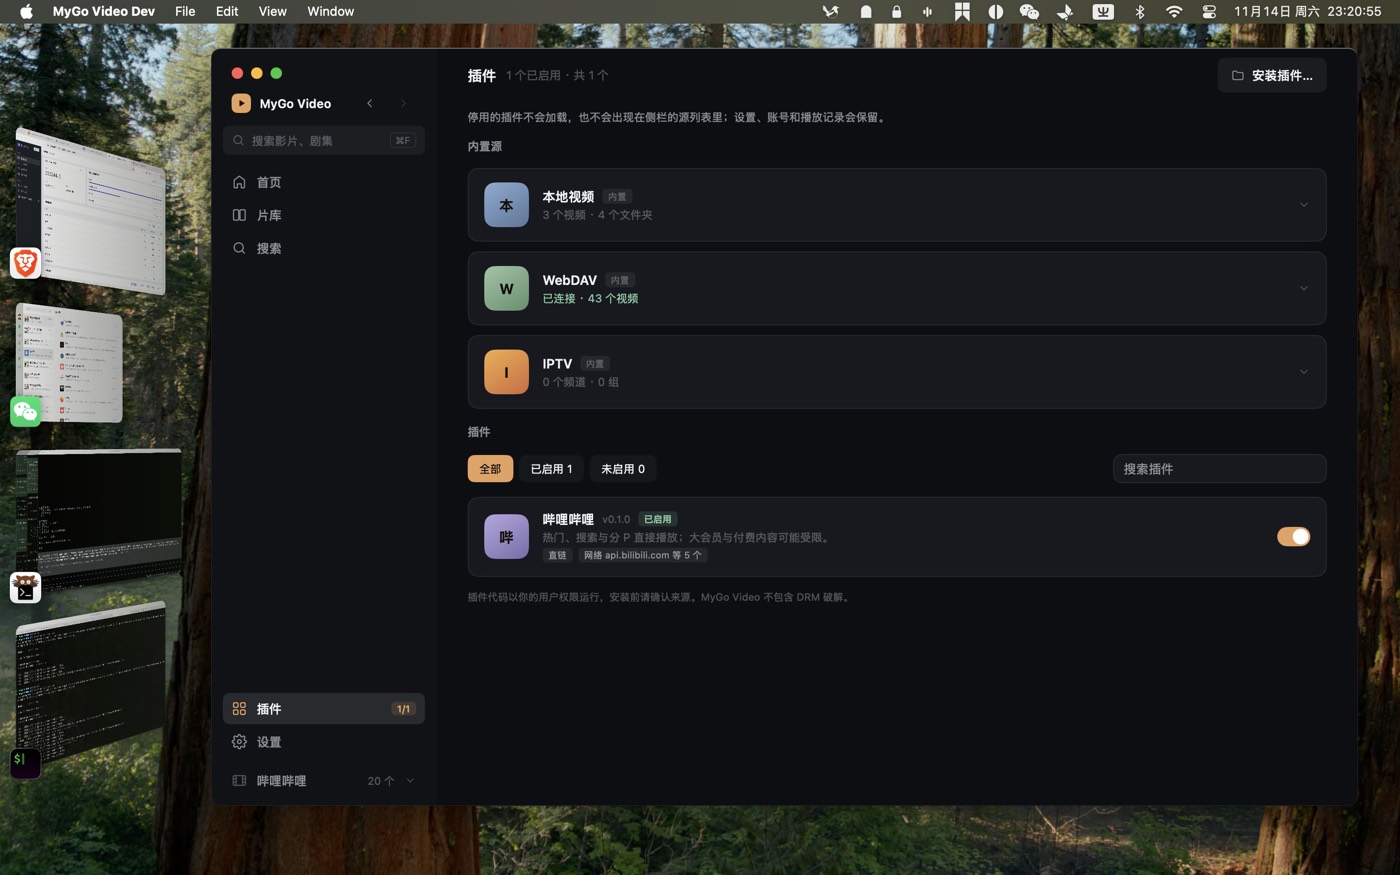 MyGo Video Dev File Edit View Window 11月14日 周六 23:20:55
MyGo Video
搜索影片、剧集 ⌘F
首页
片库
搜索
插件 1/1
设置
哔哩哔哩 20 个
插件 1 个已启用 · 共 1 个
安装插件...
停用的插件不会加载，也不会出现在侧栏的源列表里；设置、账号和播放记录会保留。
内置源
本 本地视频 内置
3 个视频 · 4 个文件夹
W WebDAV 内置
已连接 · 43 个视频
I IPTV 内置
0 个频道 · 0 组
插件
全部 已启用 1 未启用 0 搜索插件
哔 哔哩哔哩 v0.1.0 已启用
热门、搜索与分 P 直接播放；大会员与付费内容可能受限。
直链 网络 api.bilibili.com 等 5 个
插件代码以你的用户权限运行，安装前请确认来源。MyGo Video 不包含 DRM 破解。